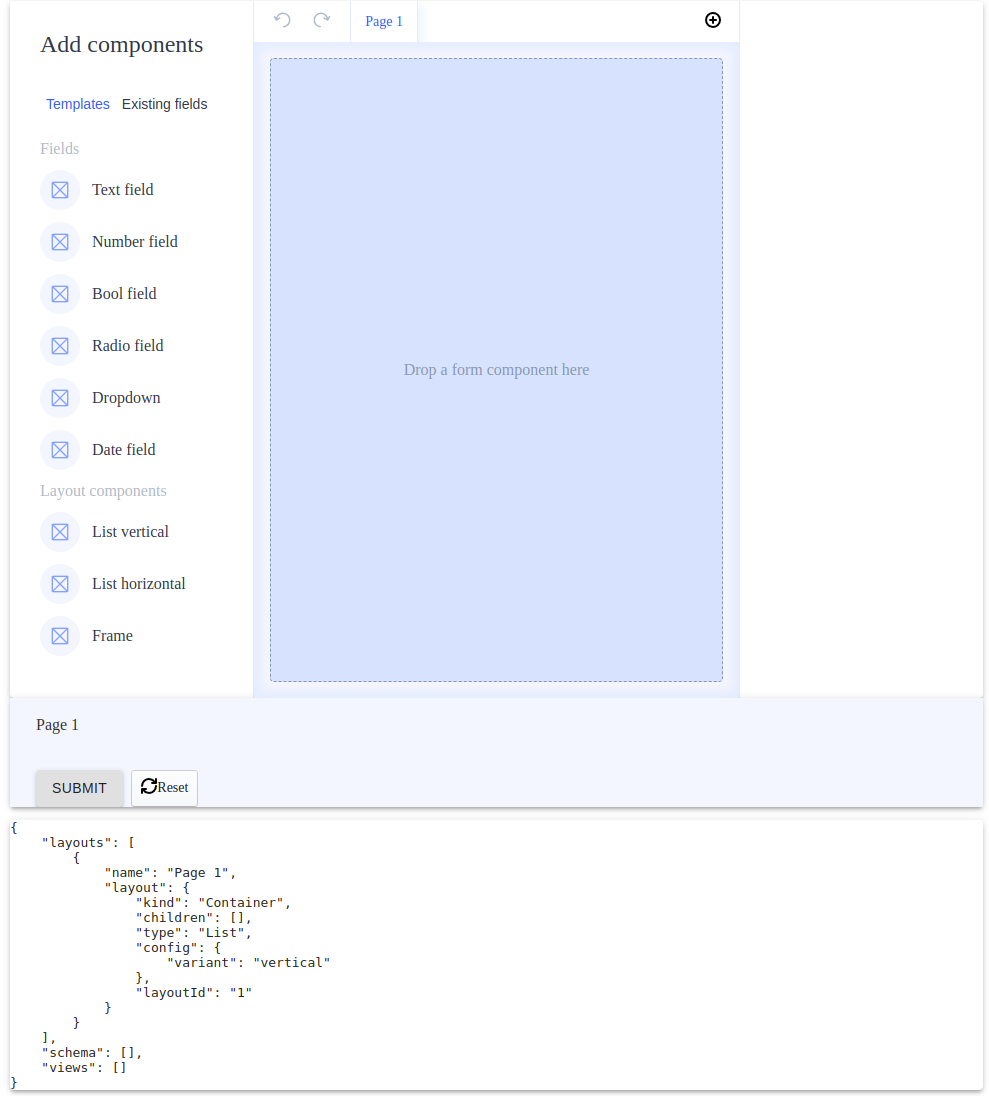 Add components
Templates Existing fields
Fields
Text field
Number field
Bool field
Radio field
Dropdown
Date field
Layout components
List vertical
List horizontal
Frame
Page 1
Drop a form component here
Page 1
SUBMIT Reset
{
    "layouts": [
        {
            "name": "Page 1",
            "layout": {
                "kind": "Container",
                "children": [],
                "type": "List",
                "config": {
                    "variant": "vertical"
                },
                "layoutId": "1"
            }
        }
    ],
    "schema": [],
    "views": []
}